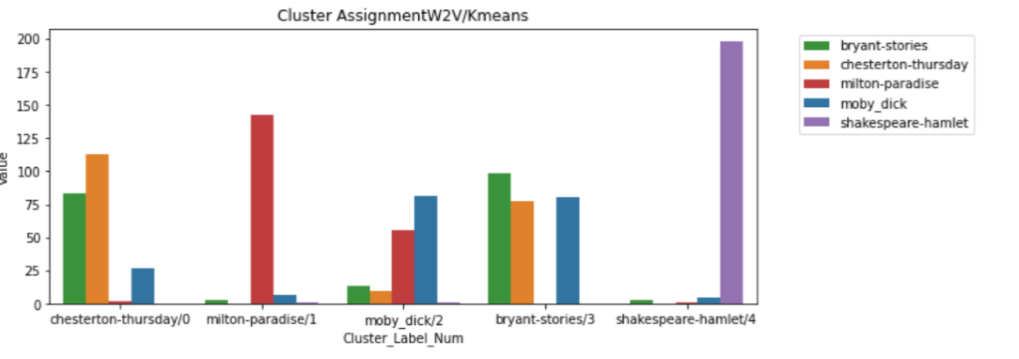 Cluster AssignmentW2V/Kmeans
200
175
150
125
100
75
50
25
0
value
chesterton-thursday/0 milton-paradise/1 moby_dick/2 bryant-stories/3 shakespeare-hamlet/4
Cluster_Label_Num
bryant-stories
chesterton-thursday
milton-paradise
moby_dick
shakespeare-hamlet